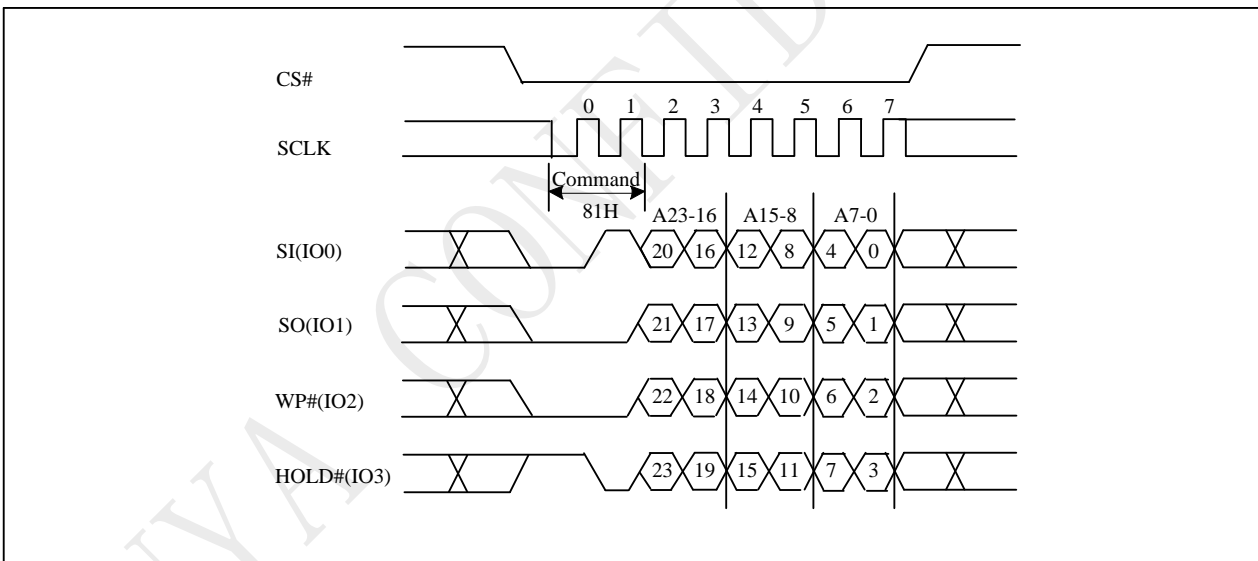 CS#
0 1 2 3 4 5 6 7
SCLK
Command
81H
A23-16 A15-8 A7-0
SI(IO0) 20 16 12 8 4 0
SO(IO1) 21 17 13 9 5 1
WP#(IO2) 22 18 14 10 6 2
HOLD#(IO3) 23 19 15 11 7 3